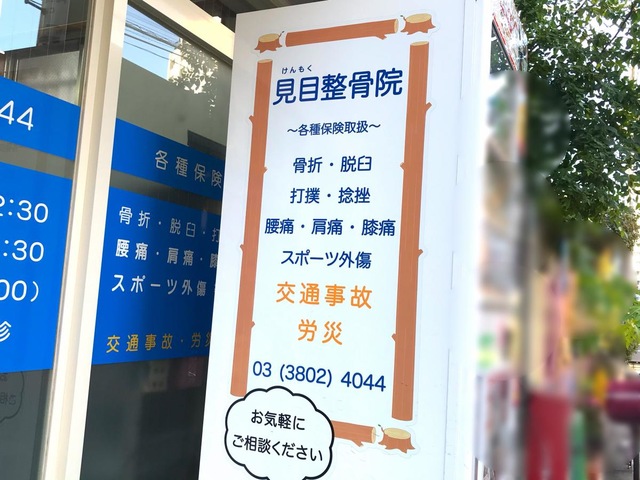 44
2:30
:30
00）
各種保険
骨折・脱臼・打
腰痛・肩痛・膝
スポーツ外傷
交通事故・労災
けんもく
見目整骨院
～各種保険取扱～
骨折・脱臼
打撲・捻挫
腰痛・肩痛・膝痛
スポーツ外傷
交通事故
労災
03 (3802) 4044
お気軽に
ご相談ください